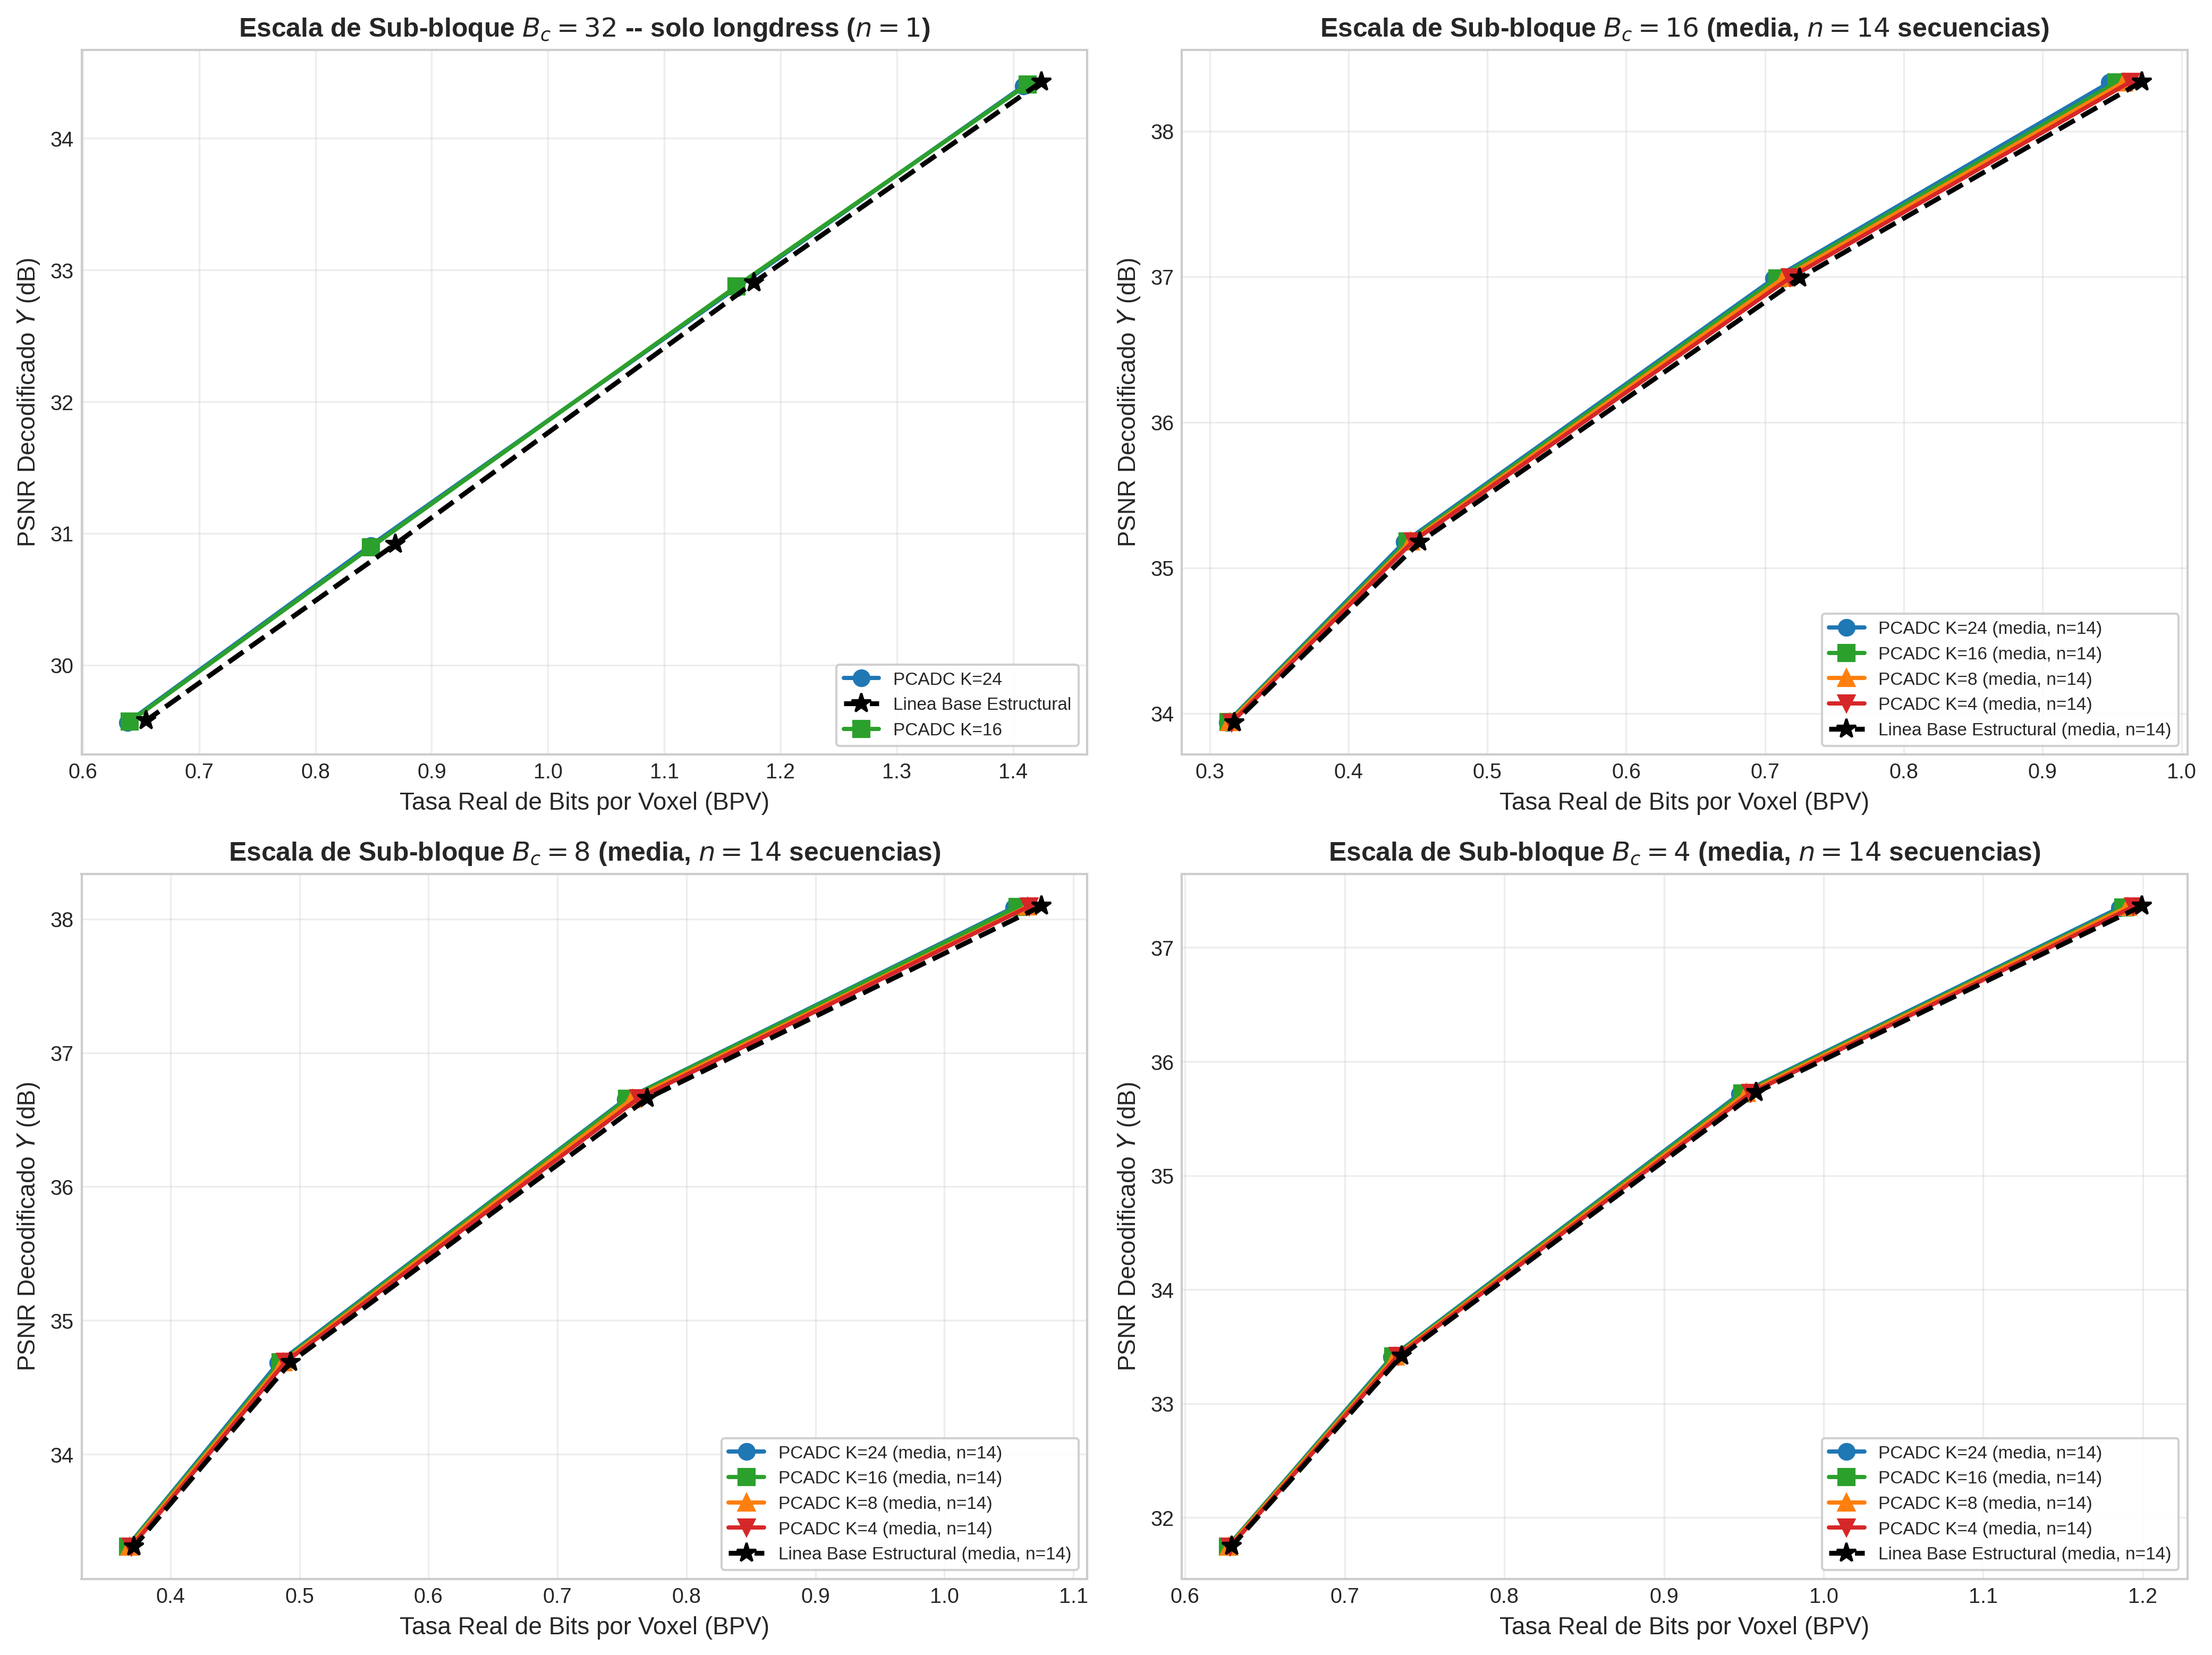 Escala de Sub-bloque B_c = 32 -- solo longdress (n = 1)
PSNR Decodificado Y (dB)
34
33
32
31
30
PCADC K=24
Linea Base Estructural
PCADC K=16
0.6 0.7 0.8 0.9 1.0 1.1 1.2 1.3 1.4
Tasa Real de Bits por Voxel (BPV)
Escala de Sub-bloque B_c = 16 (media, n = 14 secuencias)
PSNR Decodificado Y (dB)
38
37
36
35
34
PCADC K=24 (media, n=14)
PCADC K=16 (media, n=14)
PCADC K=8 (media, n=14)
PCADC K=4 (media, n=14)
Linea Base Estructural (media, n=14)
0.3 0.4 0.5 0.6 0.7 0.8 0.9 1.0
Tasa Real de Bits por Voxel (BPV)
Escala de Sub-bloque B_c = 8 (media, n = 14 secuencias)
PSNR Decodificado Y (dB)
38
37
36
35
34
PCADC K=24 (media, n=14)
PCADC K=16 (media, n=14)
PCADC K=8 (media, n=14)
PCADC K=4 (media, n=14)
Linea Base Estructural (media, n=14)
0.4 0.5 0.6 0.7 0.8 0.9 1.0 1.1
Tasa Real de Bits por Voxel (BPV)
Escala de Sub-bloque B_c = 4 (media, n = 14 secuencias)
PSNR Decodificado Y (dB)
37
36
35
34
33
32
PCADC K=24 (media, n=14)
PCADC K=16 (media, n=14)
PCADC K=8 (media, n=14)
PCADC K=4 (media, n=14)
Linea Base Estructural (media, n=14)
0.6 0.7 0.8 0.9 1.0 1.1 1.2
Tasa Real de Bits por Voxel (BPV)